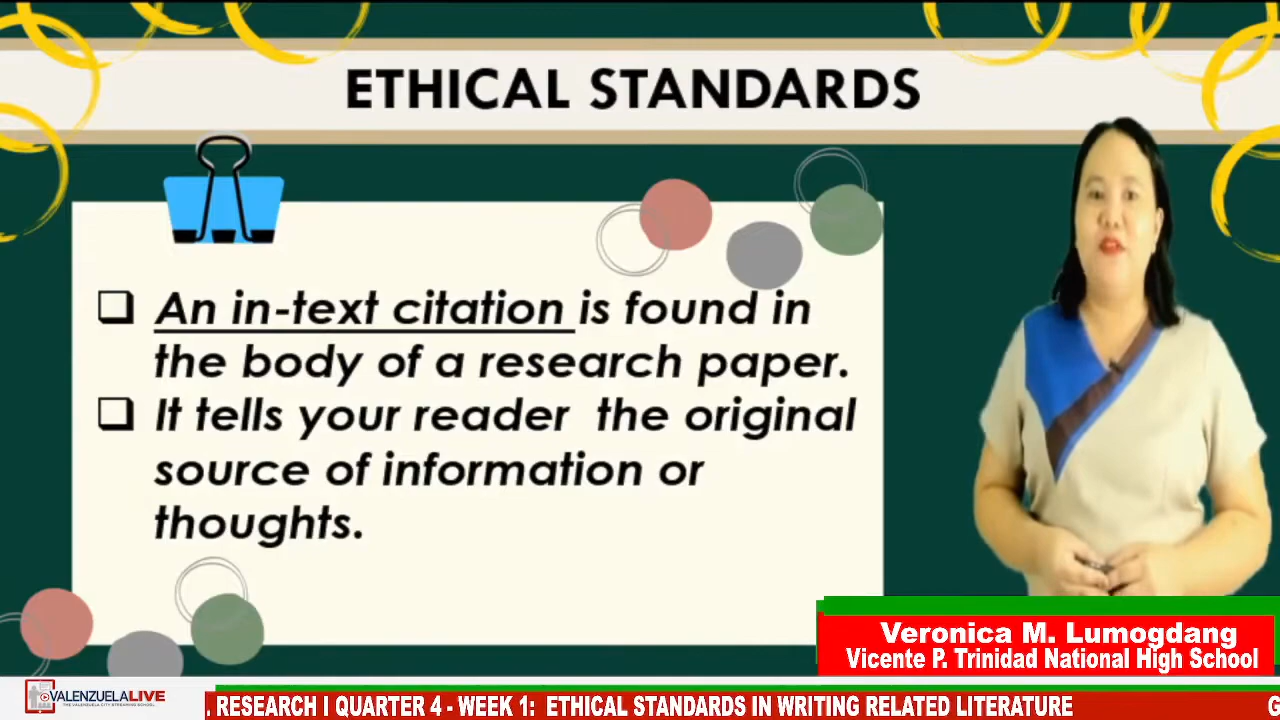 ETHICAL STANDARDS
❑ An in-text citation is found in
the body of a research paper.
❑ It tells your reader the original
source of information or
thoughts.
Veronica M. Lumogdang
Vicente P. Trinidad National High School
VALENZUELALIVE
THE VALENZUELA CITY STREAMING SCHOOL
. RESEARCH I QUARTER 4 - WEEK 1: ETHICAL STANDARDS IN WRITING RELATED LITERATURE
G